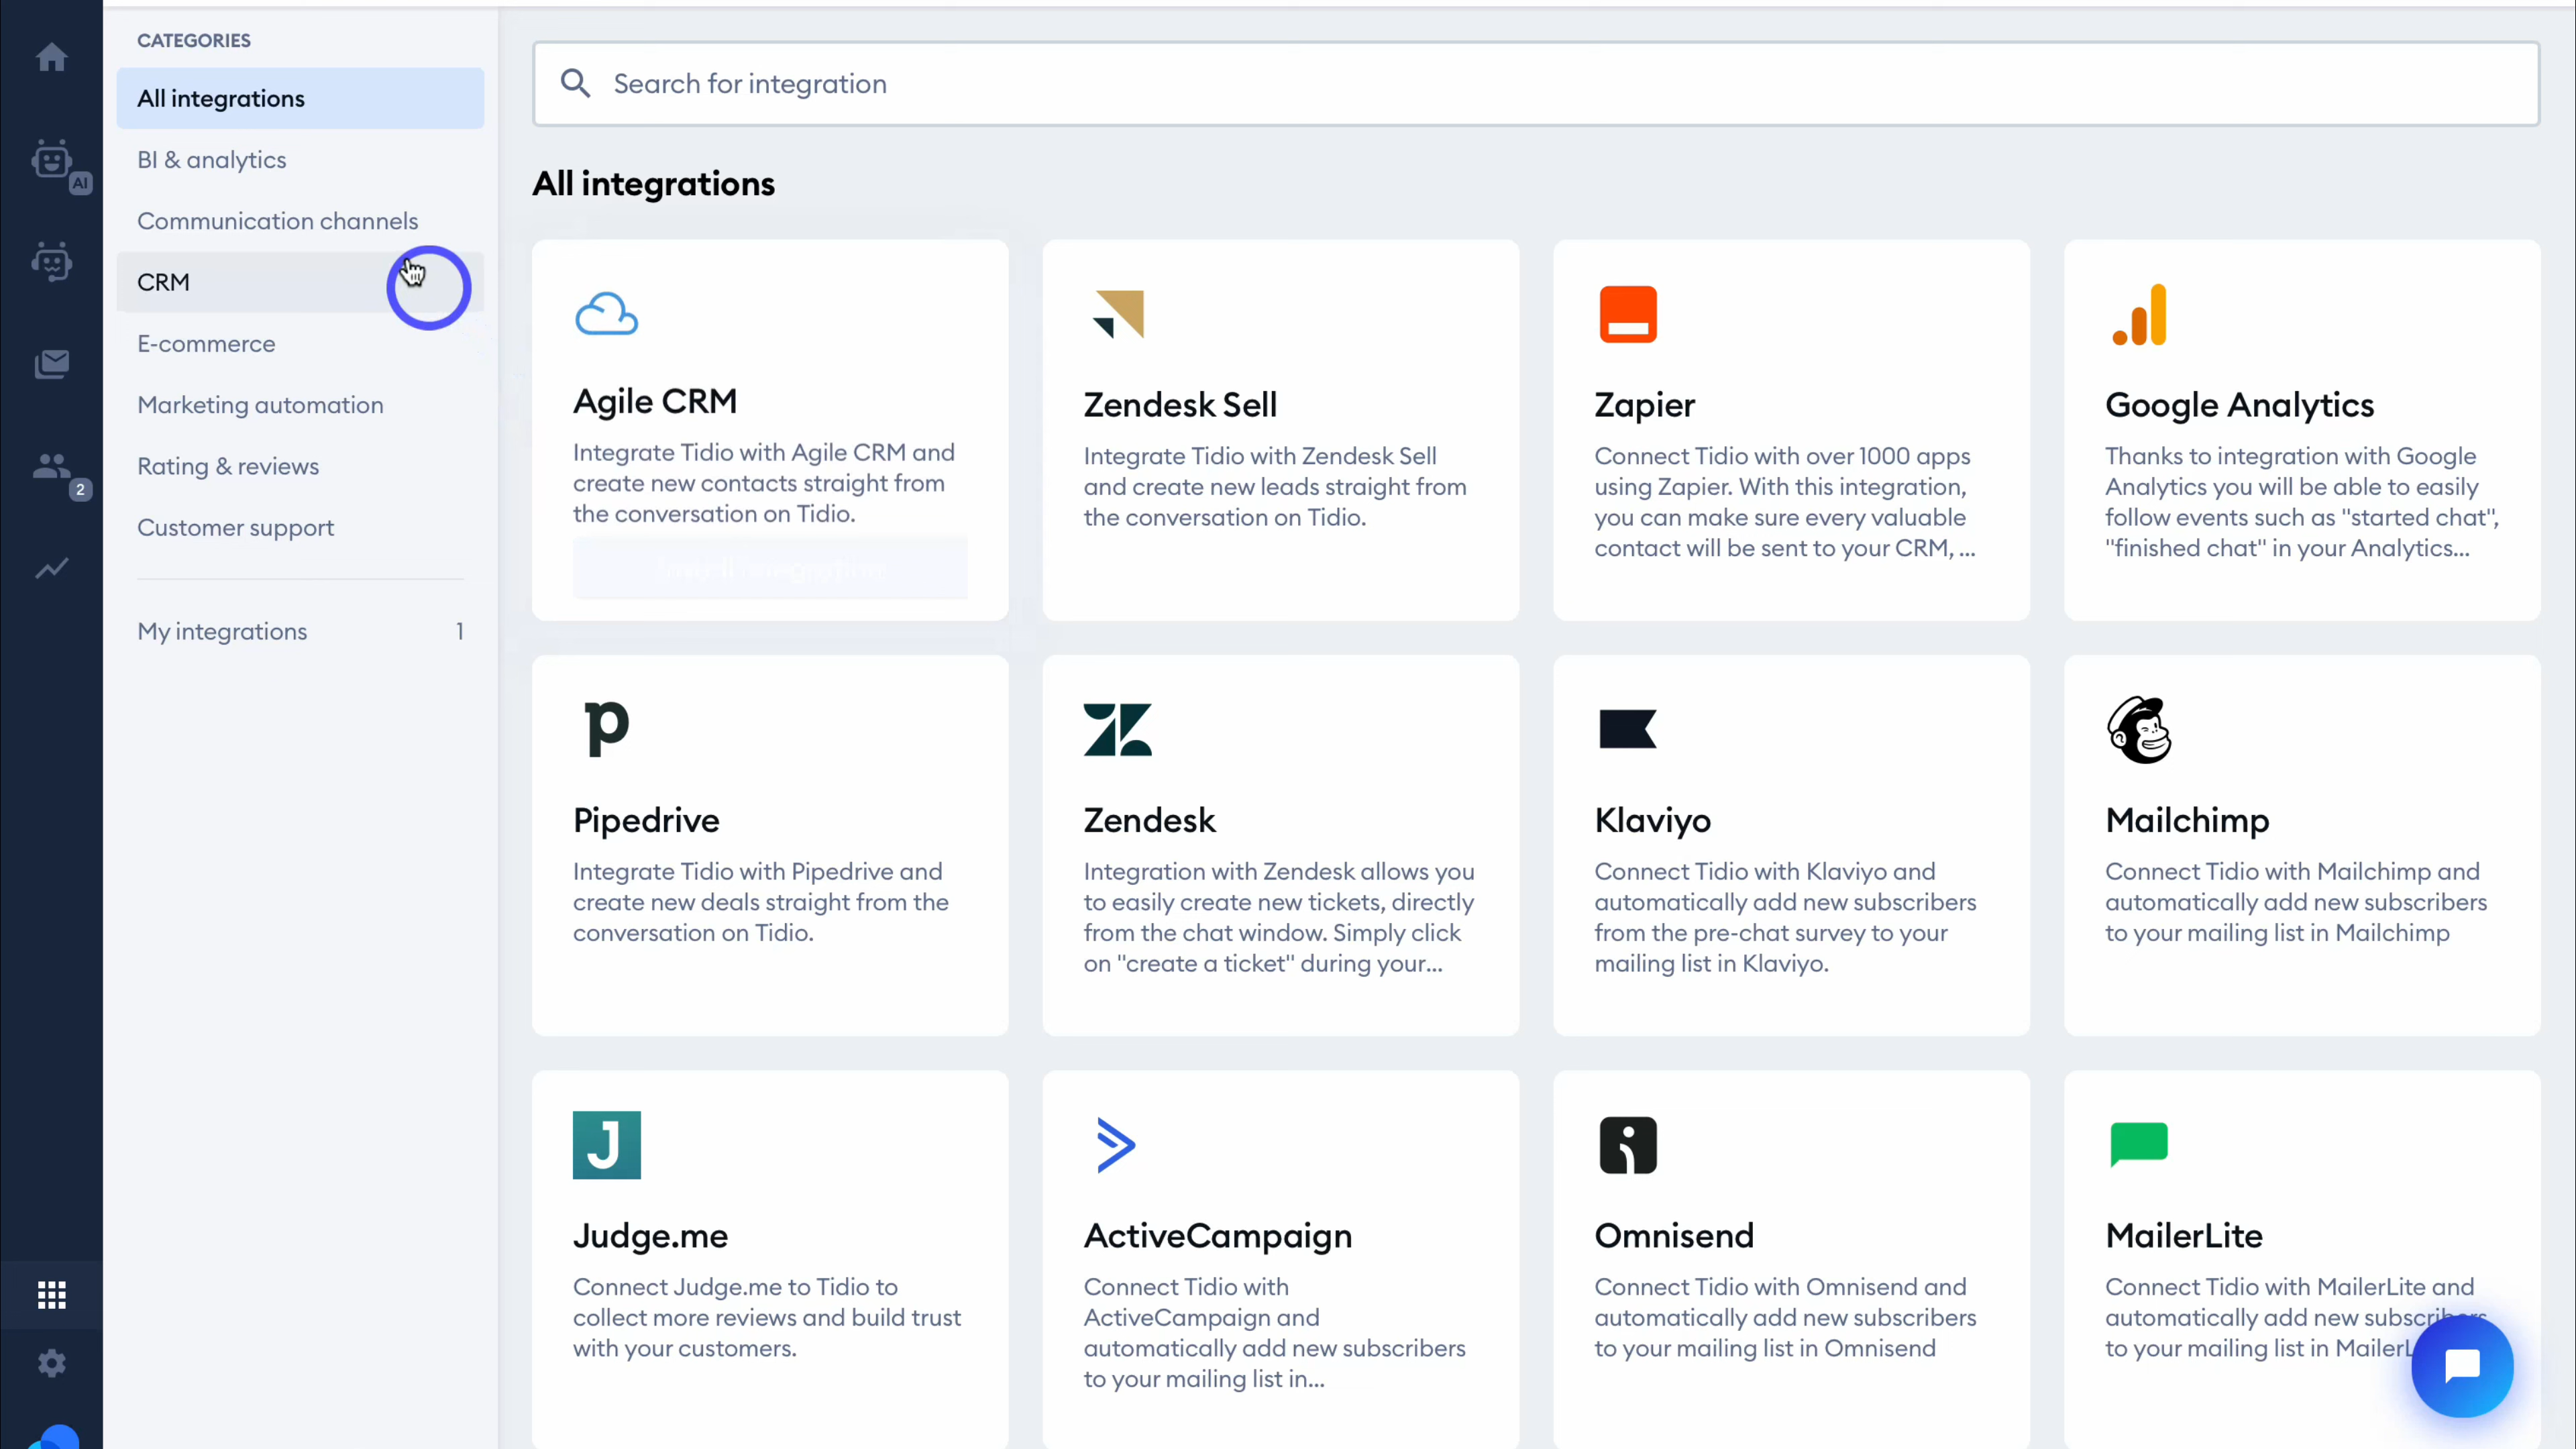 CATEGORIES
All integrations
BI & analytics
Communication channels
CRM
E-commerce
Marketing automation
Rating & reviews
Customer support
My integrations 1
AI
2
Search for integration
All integrations
Agile CRM
Integrate Tidio with Agile CRM and
create new contacts straight from
the conversation on Tidio.
Zendesk Sell
Integrate Tidio with Zendesk Sell
and create new leads straight from
the conversation on Tidio.
Zapier
Connect Tidio with over 1000 apps
using Zapier. With this integration,
you can make sure every valuable
contact will be sent to your CRM, ...
Google Analytics
Thanks to integration with Google
Analytics you will be able to easily
follow events such as "started chat",
"finished chat" in your Analytics...
Pipedrive
Integrate Tidio with Pipedrive and
create new deals straight from the
conversation on Tidio.
Zendesk
Integration with Zendesk allows you
to easily create new tickets, directly
from the chat window. Simply click
on "create a ticket" during your...
Klaviyo
Connect Tidio with Klaviyo and
automatically add new subscribers
from the pre-chat survey to your
mailing list in Klaviyo.
Mailchimp
Connect Tidio with Mailchimp and
automatically add new subscribers
to your mailing list in Mailchimp
J
Judge.me
Connect Judge.me to Tidio to
collect more reviews and build trust
with your customers.
ActiveCampaign
Connect Tidio with
ActiveCampaign and
automatically add new subscribers
to your mailing list in...
Omnisend
Connect Tidio with Omnisend and
automatically add new subscribers
to your mailing list in Omnisend
MailerLite
Connect Tidio with MailerLite and
automatically add new subscribers
to your mailing list in